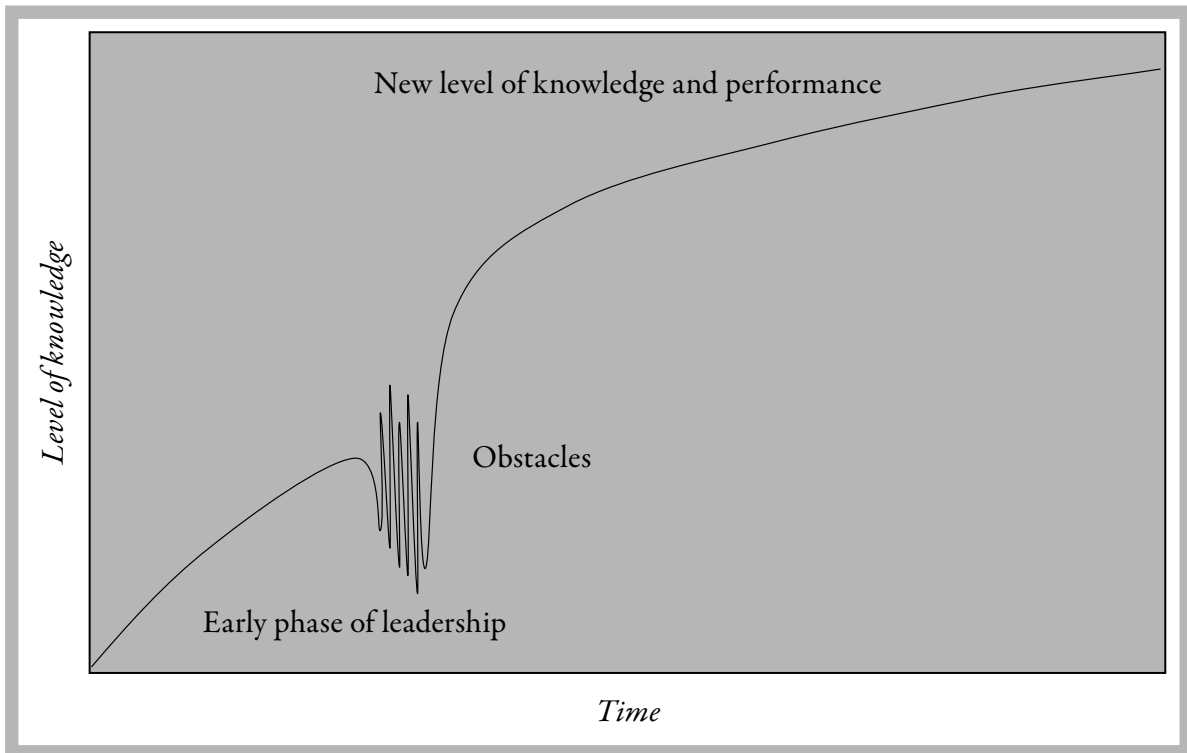 New level of knowledge and performance
Level of knowledge
Obstacles
Early phase of leadership
Time